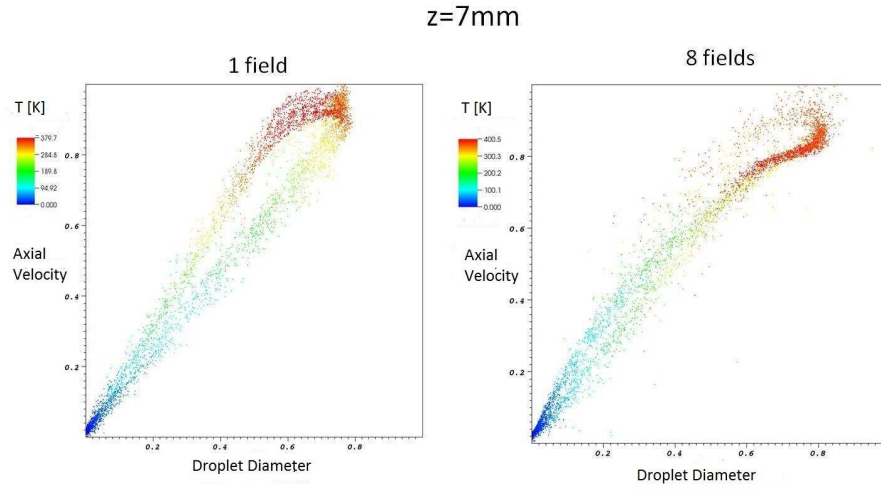 z=7mm
1 field
8 fields
T [K]
379.7
284.8
189.8
94.92
0.000
0.8
0.6
0.4
0.2
Axial
Velocity
0.2
0.4
0.6
0.8
Droplet Diameter
T [K]
400.5
300.3
200.2
100.1
0.000
0.8
0.6
0.4
0.2
Axial
Velocity
0.2
0.4
0.6
0.8
Droplet Diameter